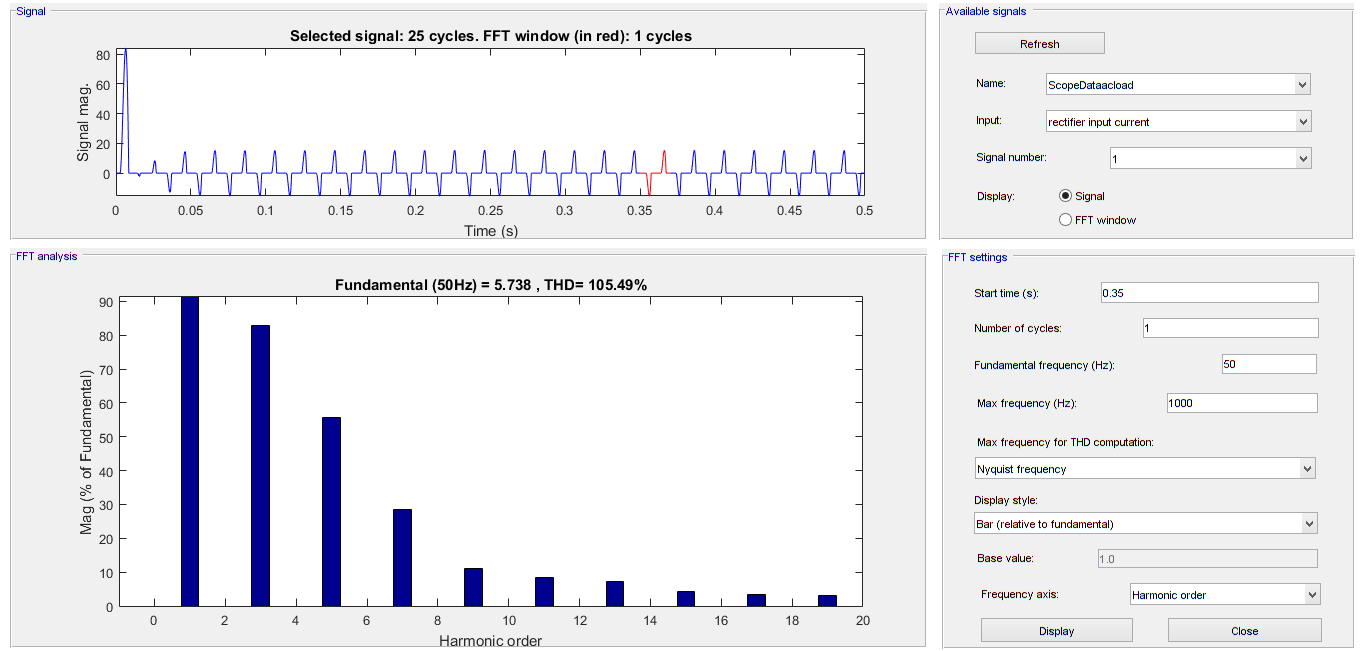 Signal
Selected signal: 25 cycles. FFT window (in red): 1 cycles
80
60
40
20
0
Signal mag.
0 0.05 0.1 0.15 0.2 0.25 0.3 0.35 0.4 0.45 0.5
Time (s)
Available signals
Refresh
Name: ScopeDataacload
Input: rectifier input current
Signal number: 1
Display: Signal
FFT window
FFT analysis
Fundamental (50Hz) = 5.738 , THD= 105.49%
90
80
70
60
50
40
30
20
10
0
Mag (% of Fundamental)
0 2 4 6 8 10 12 14 16 18 20
Harmonic order
FFT settings
Start time (s): 0.35
Number of cycles: 1
Fundamental frequency (Hz): 50
Max frequency (Hz): 1000
Max frequency for THD computation:
Nyquist frequency
Display style:
Bar (relative to fundamental)
Base value: 1.0
Frequency axis: Harmonic order
Display Close